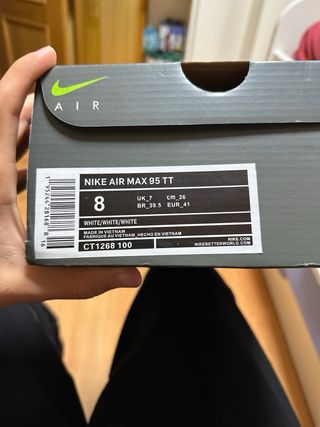 AIR
NIKE AIR MAX 95 TT
8
UK_7 cm_26
BR_39.5 EUR_41
WHITE/WHITE/WHITE
MADE IN VIETNAM
FABRIQUE AU VIETNAM_HECHO EN VIETNAM
CT1268 100
NIKE.COM
NIKEBETTERWORLD.COM